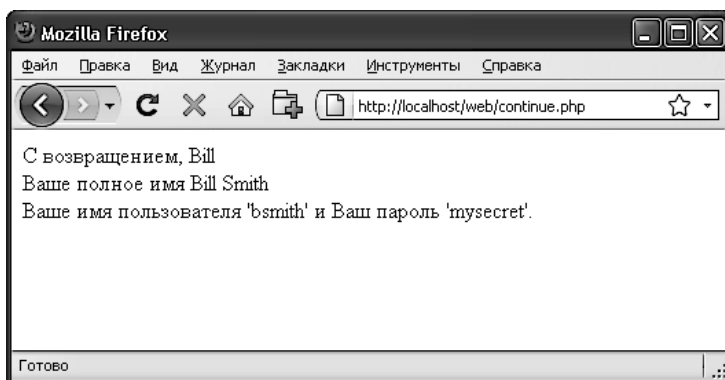 Mozilla Firefox
Файл Правка Вид Журнал Закладки Инструменты Справка
http://localhost/web/continue.php
С возвращением, Bill
Ваше полное имя Bill Smith
Ваше имя пользователя 'bsmith' и Ваш пароль 'mysecret'.
Готово